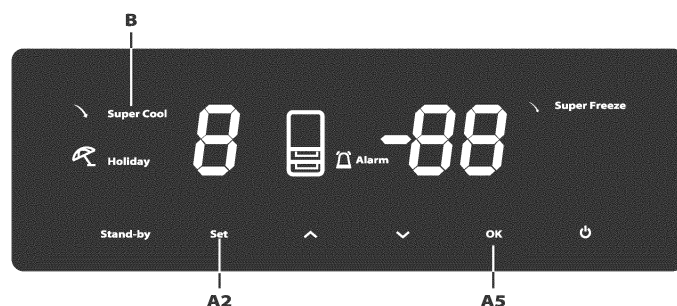 B
Super Cool
8
-88
Super Freeze
Holiday
Alarm
Stand-by
Set
OK
A2
A5